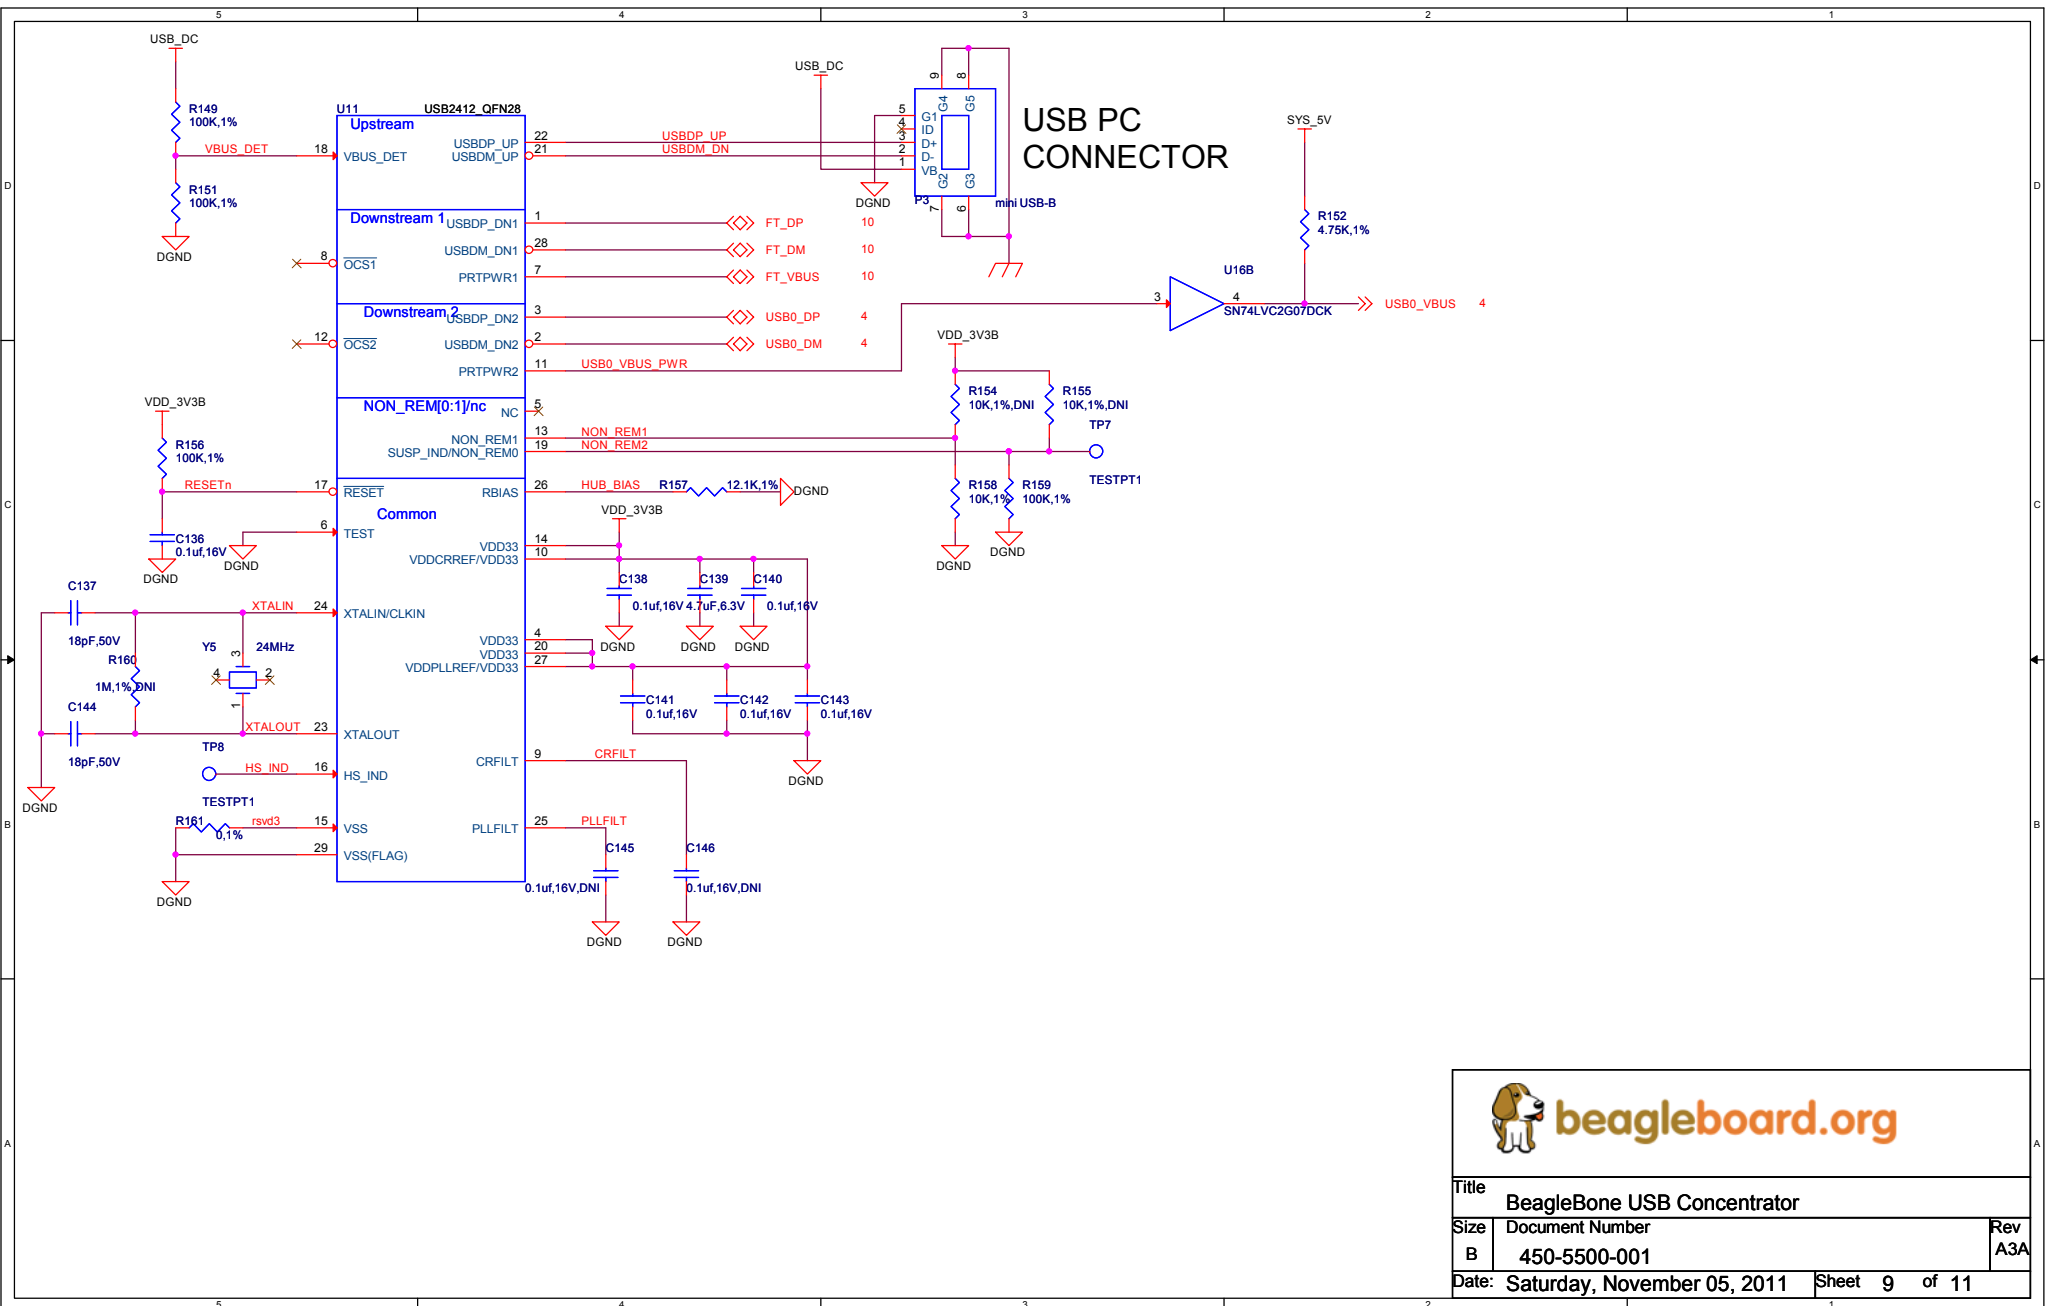 5 4 3 2 1
USB_DC
R149
100K,1%
VBUS_DET
R151
100K,1%
DGND
U11 USB2412_QFN28
Upstream
18 VBUS_DET
USBDP_UP 22 USBDP_UP
USBDM_UP 21 USBDM_DN
Downstream 1
USBDP_DN1 1 FT_DP 10
USBDM_DN1 28 FT_DM 10
8 OCS1
PRTPWR1 7 FT_VBUS 10
Downstream 2
USBDP_DN2 3 USB0_DP 4
12 OCS2
USBDM_DN2 2 USB0_DM 4
PRTPWR2 11 USB0_VBUS_PWR
NON_REM[0:1]/nc
NC 5
NON_REM1 13 NON_REM1
SUSP_IND/NON_REM0 19 NON_REM2
USB_DC
5 G1
4 ID
3 D+
2 D-
1 VB
9 G4
8 G5
7 G2
6 G3
P3
mini USB-B
DGND
USB PC
CONNECTOR
SYS_5V
R152
4.75K,1%
U16B
3 4
SN74LVC2G07DCK
USB0_VBUS 4
VDD_3V3B
R154
10K,1%,DNI
R155
10K,1%,DNI
TP7
TESTPT1
R158
10K,1%
R159
100K,1%
DGND
DGND
VDD_3V3B
R156
100K,1%
RESETn 17 RESET
C136
0.1uf,16V
DGND
DGND
6 TEST
Common
RBIAS 26 HUB_BIAS R157 12.1K,1% DGND
VDD_3V3B
VDD33 14
VDDCRREF/VDD33 10
C138
0.1uf,16V
C139
4.7uF,6.3V
C140
0.1uf,16V
DGND
DGND
DGND
C137
18pF,50V
XTALIN 24 XTALIN/CLKIN
R160
1M,1%,DNI
Y5 24MHz
3
4 2
1
C144
18pF,50V
XTALOUT 23 XTALOUT
DGND
VDD33 4
VDD33 20
VDDPLLREF/VDD33 27
C141
0.1uf,16V
C142
0.1uf,16V
C143
0.1uf,16V
DGND
TP8
HS_IND 16 HS_IND
TESTPT1
CRFILT 9 CRFILT
R161
0,1%
rsvd3 15 VSS
29 VSS(FLAG)
DGND
PLLFILT 25 PLLFILT
C145
0.1uf,16V,DNI
C146
0.1uf,16V,DNI
DGND
DGND
D D
C C
B B
A A
beagleboard.org
Title
BeagleBone USB Concentrator
Size Document Number Rev
B 450-5500-001 A3A
Date: Saturday, November 05, 2011 Sheet 9 of 11
5 4 3 2 1